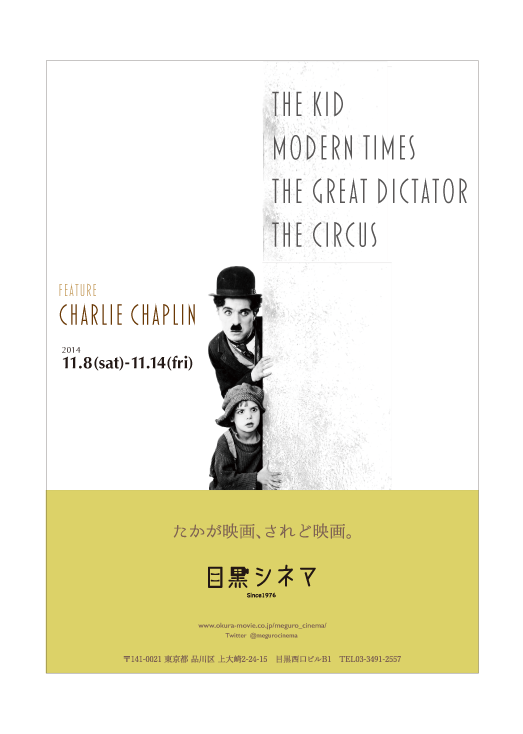 THE KID
MODERN TIMES
THE GREAT DICTATOR
THE CIRCUS
FEATURE
CHARLIE CHAPLIN
2014
11.8(sat)-11.14(fri)
たかが映画、されど映画。
目黒シネマ
Since1976
www.okura-movie.co.jp/meguro_cinema/
Twitter @megurocinema
〒141-0021 東京都 品川区 上大崎2-24-15 目黒西口ビルB1 TEL03-3491-2557